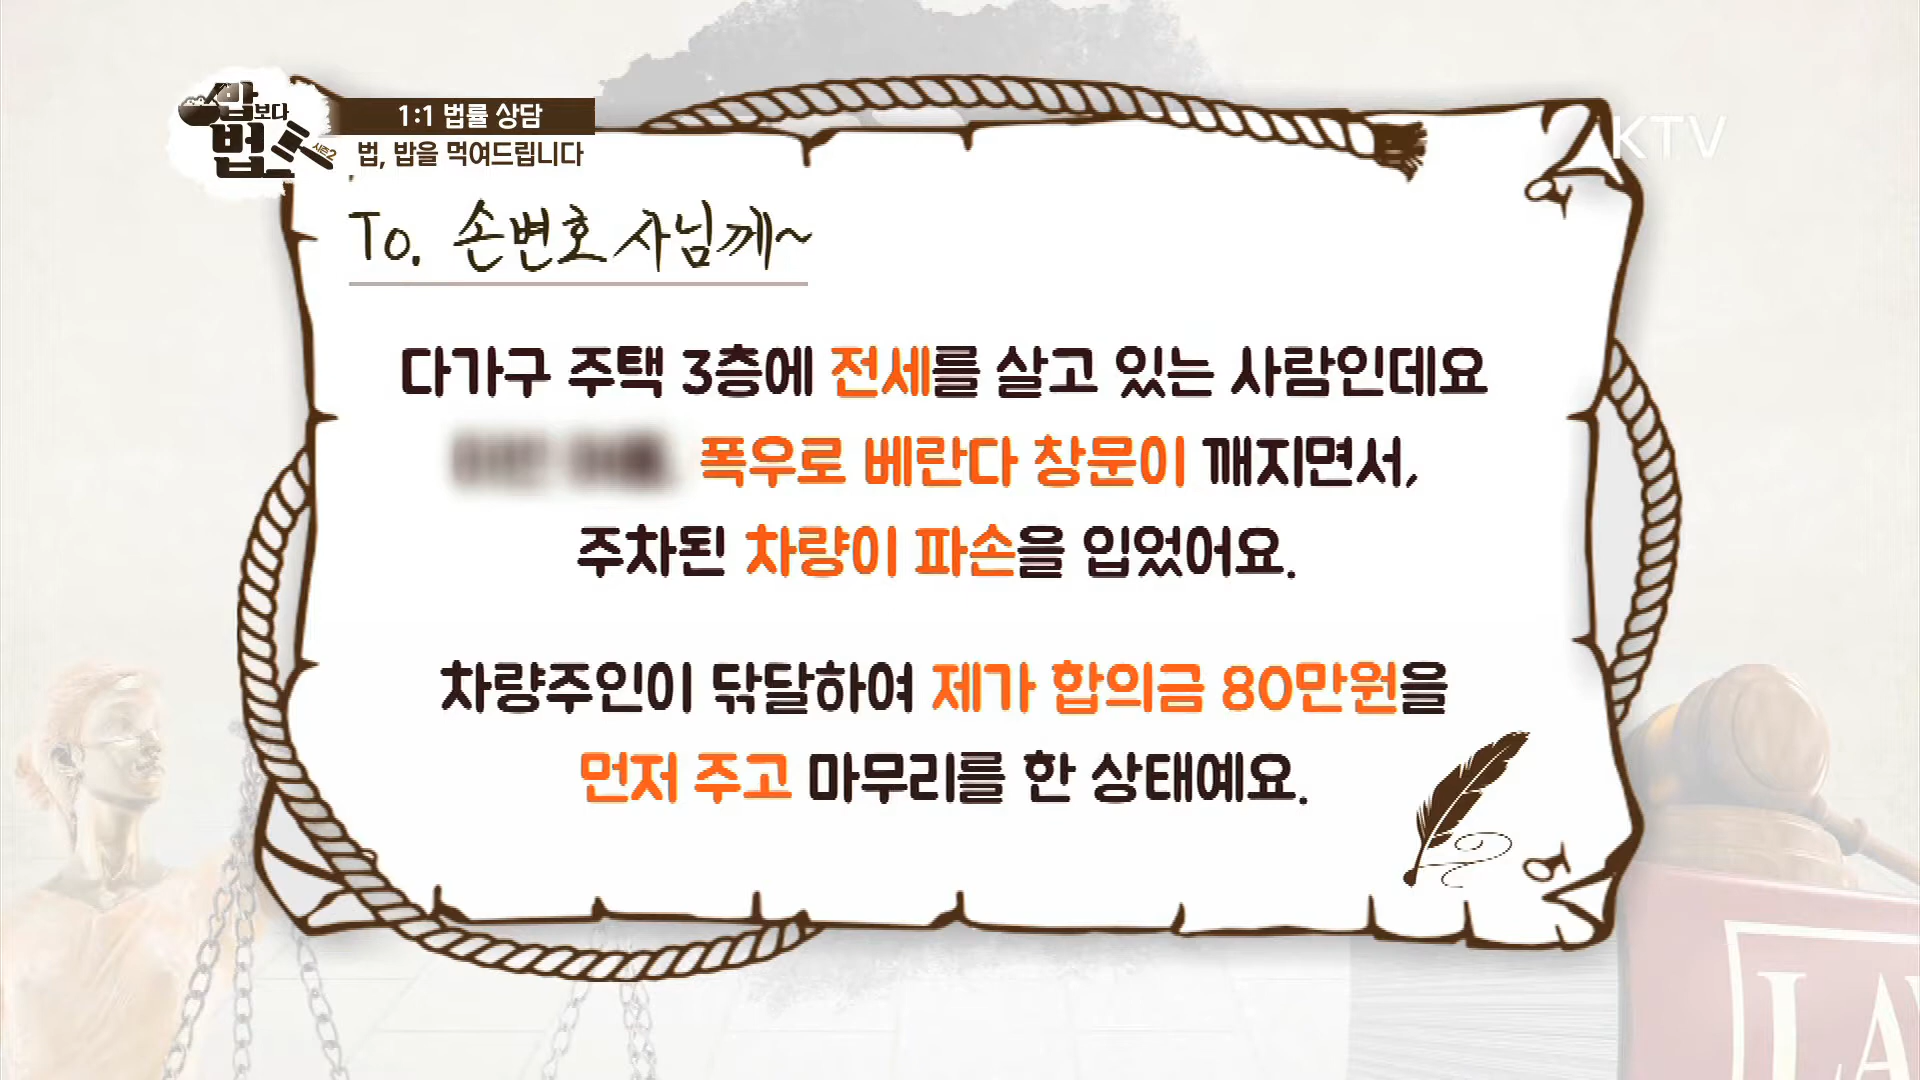 밥보다
법
시즌2
1:1 법률 상담
법, 밥을 먹여드립니다
KTV
To. 손변호사님께~
다가구 주택 3층에 전세를 살고 있는 사람인데요
폭우로 베란다 창문이 깨지면서,
주차된 차량이 파손을 입었어요.
차량주인이 닦달하여 제가 합의금 80만원을
먼저 주고 마무리를 한 상태예요.